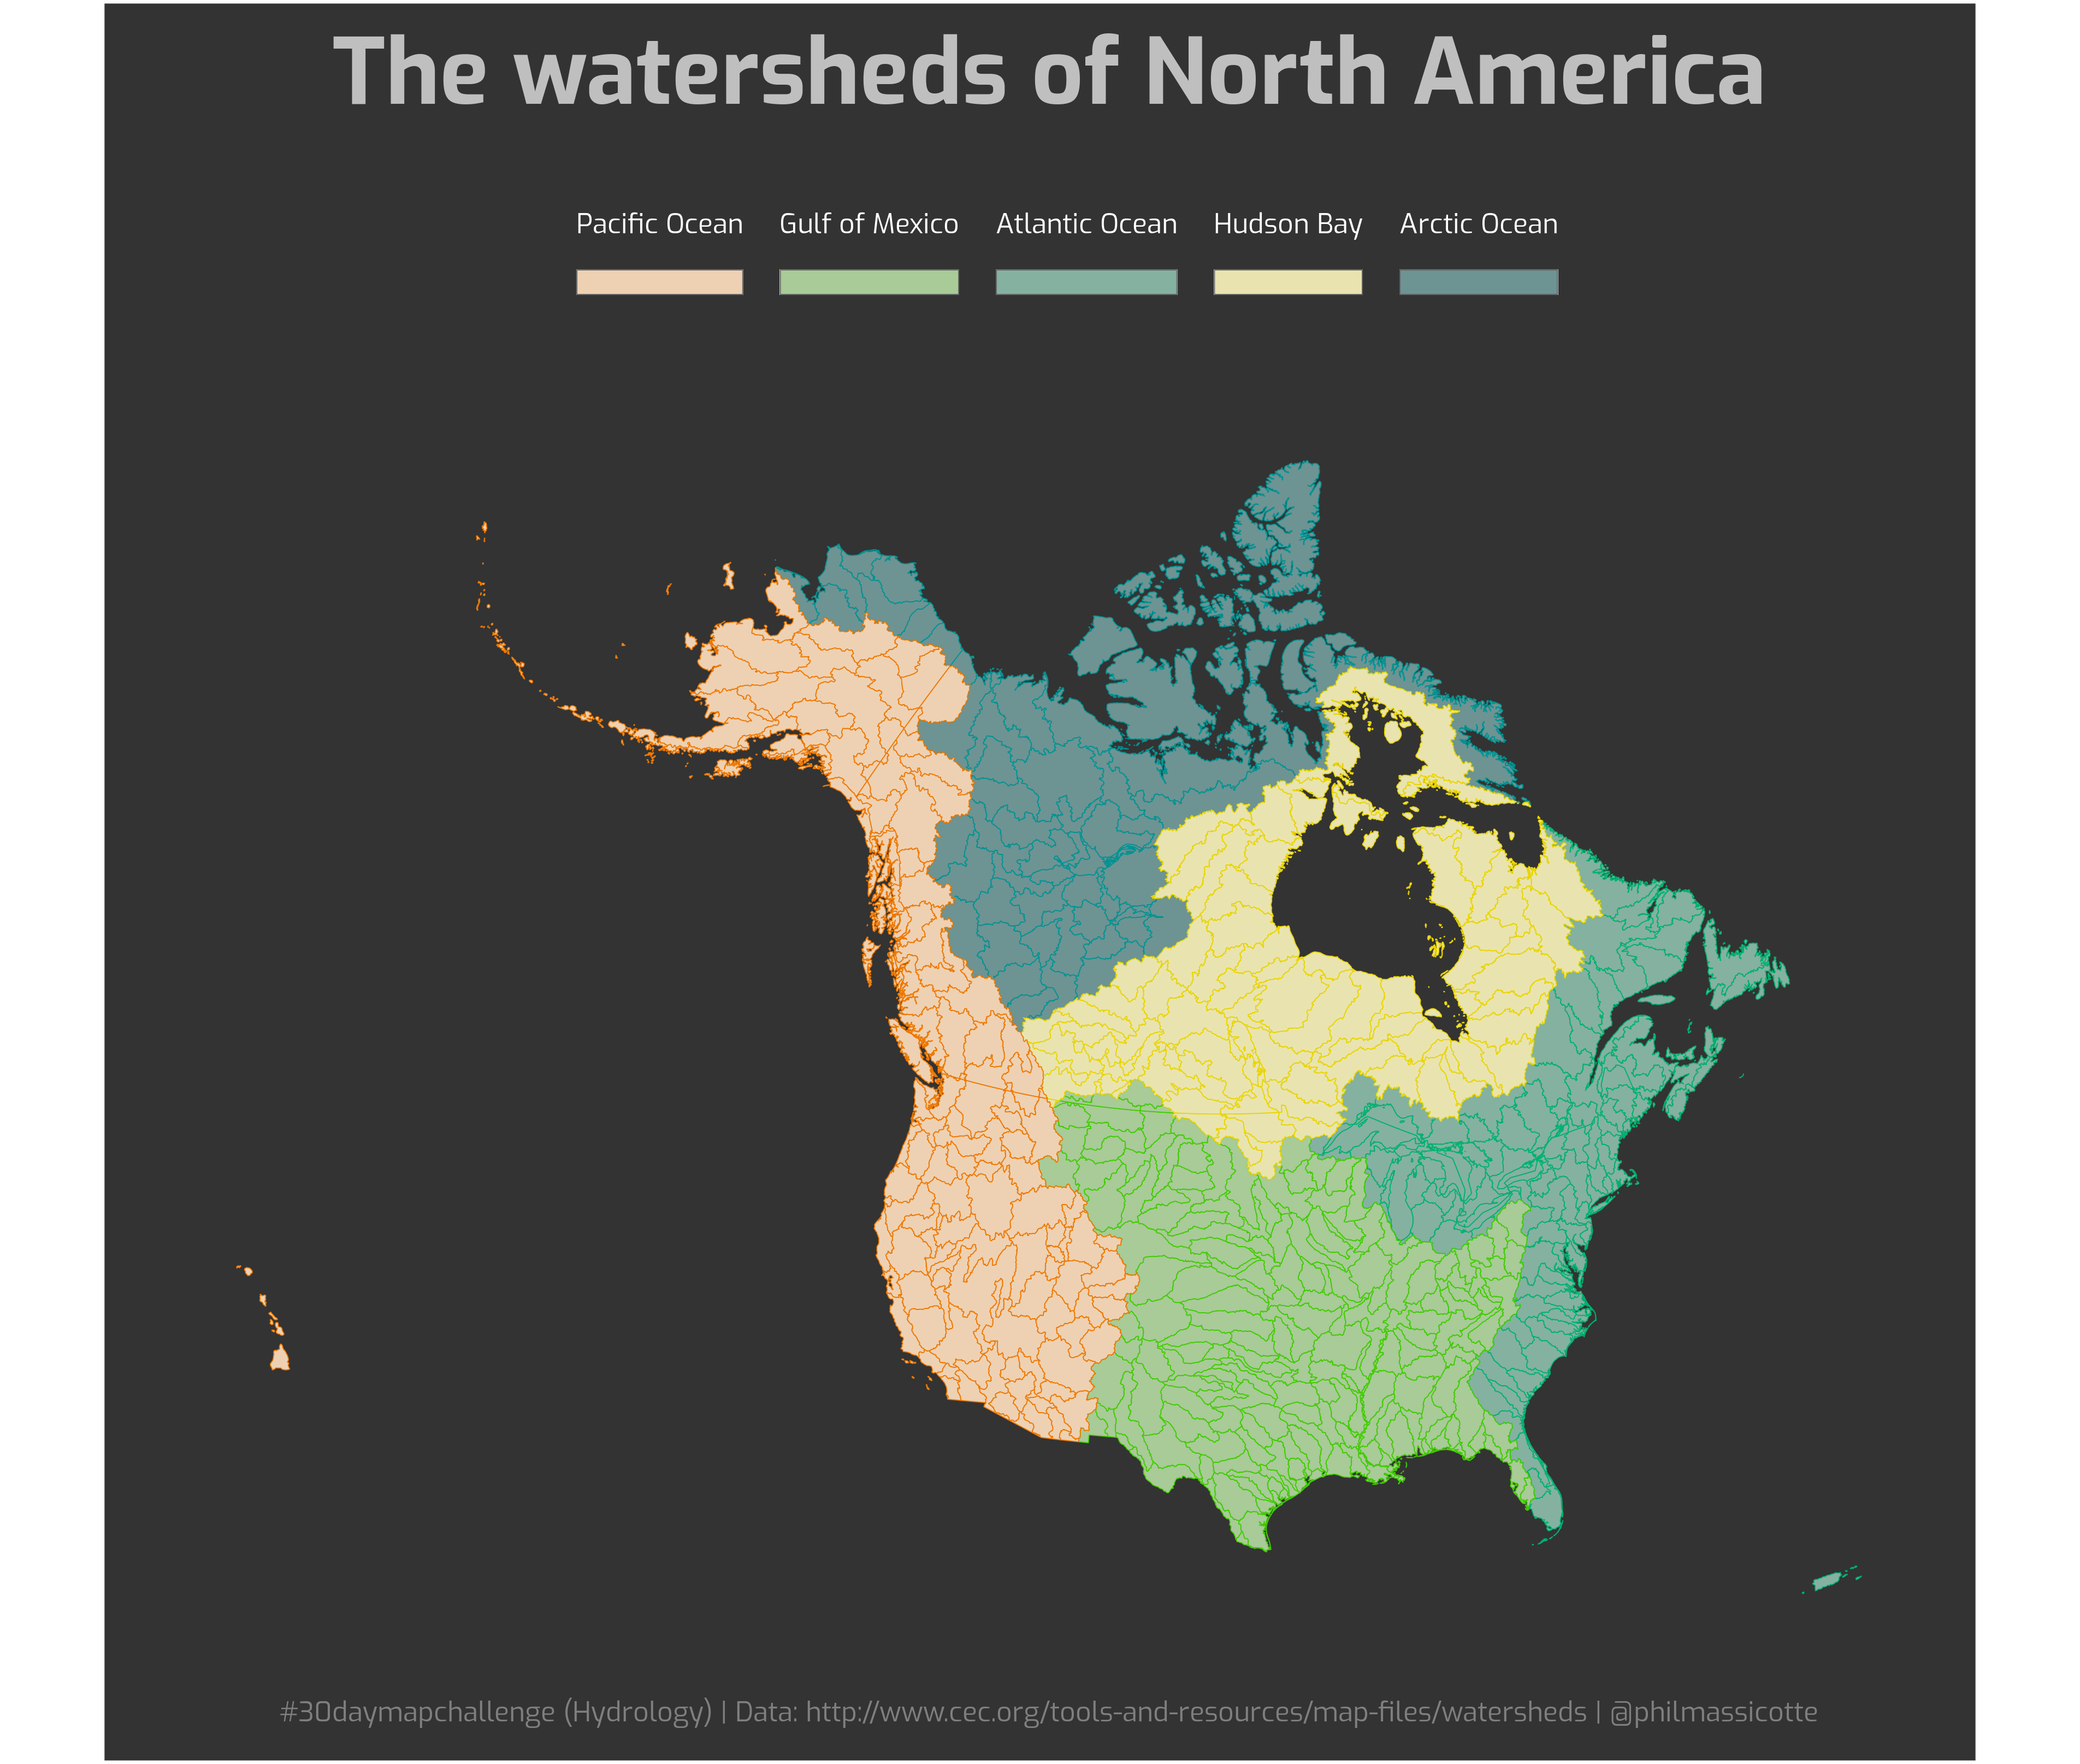 The watersheds of North America
Pacific Ocean Gulf of Mexico Atlantic Ocean Hudson Bay Arctic Ocean
#30daymapchallenge (Hydrology) | Data: http://www.cec.org/tools-and-resources/map-files/watersheds | @philmassicotte